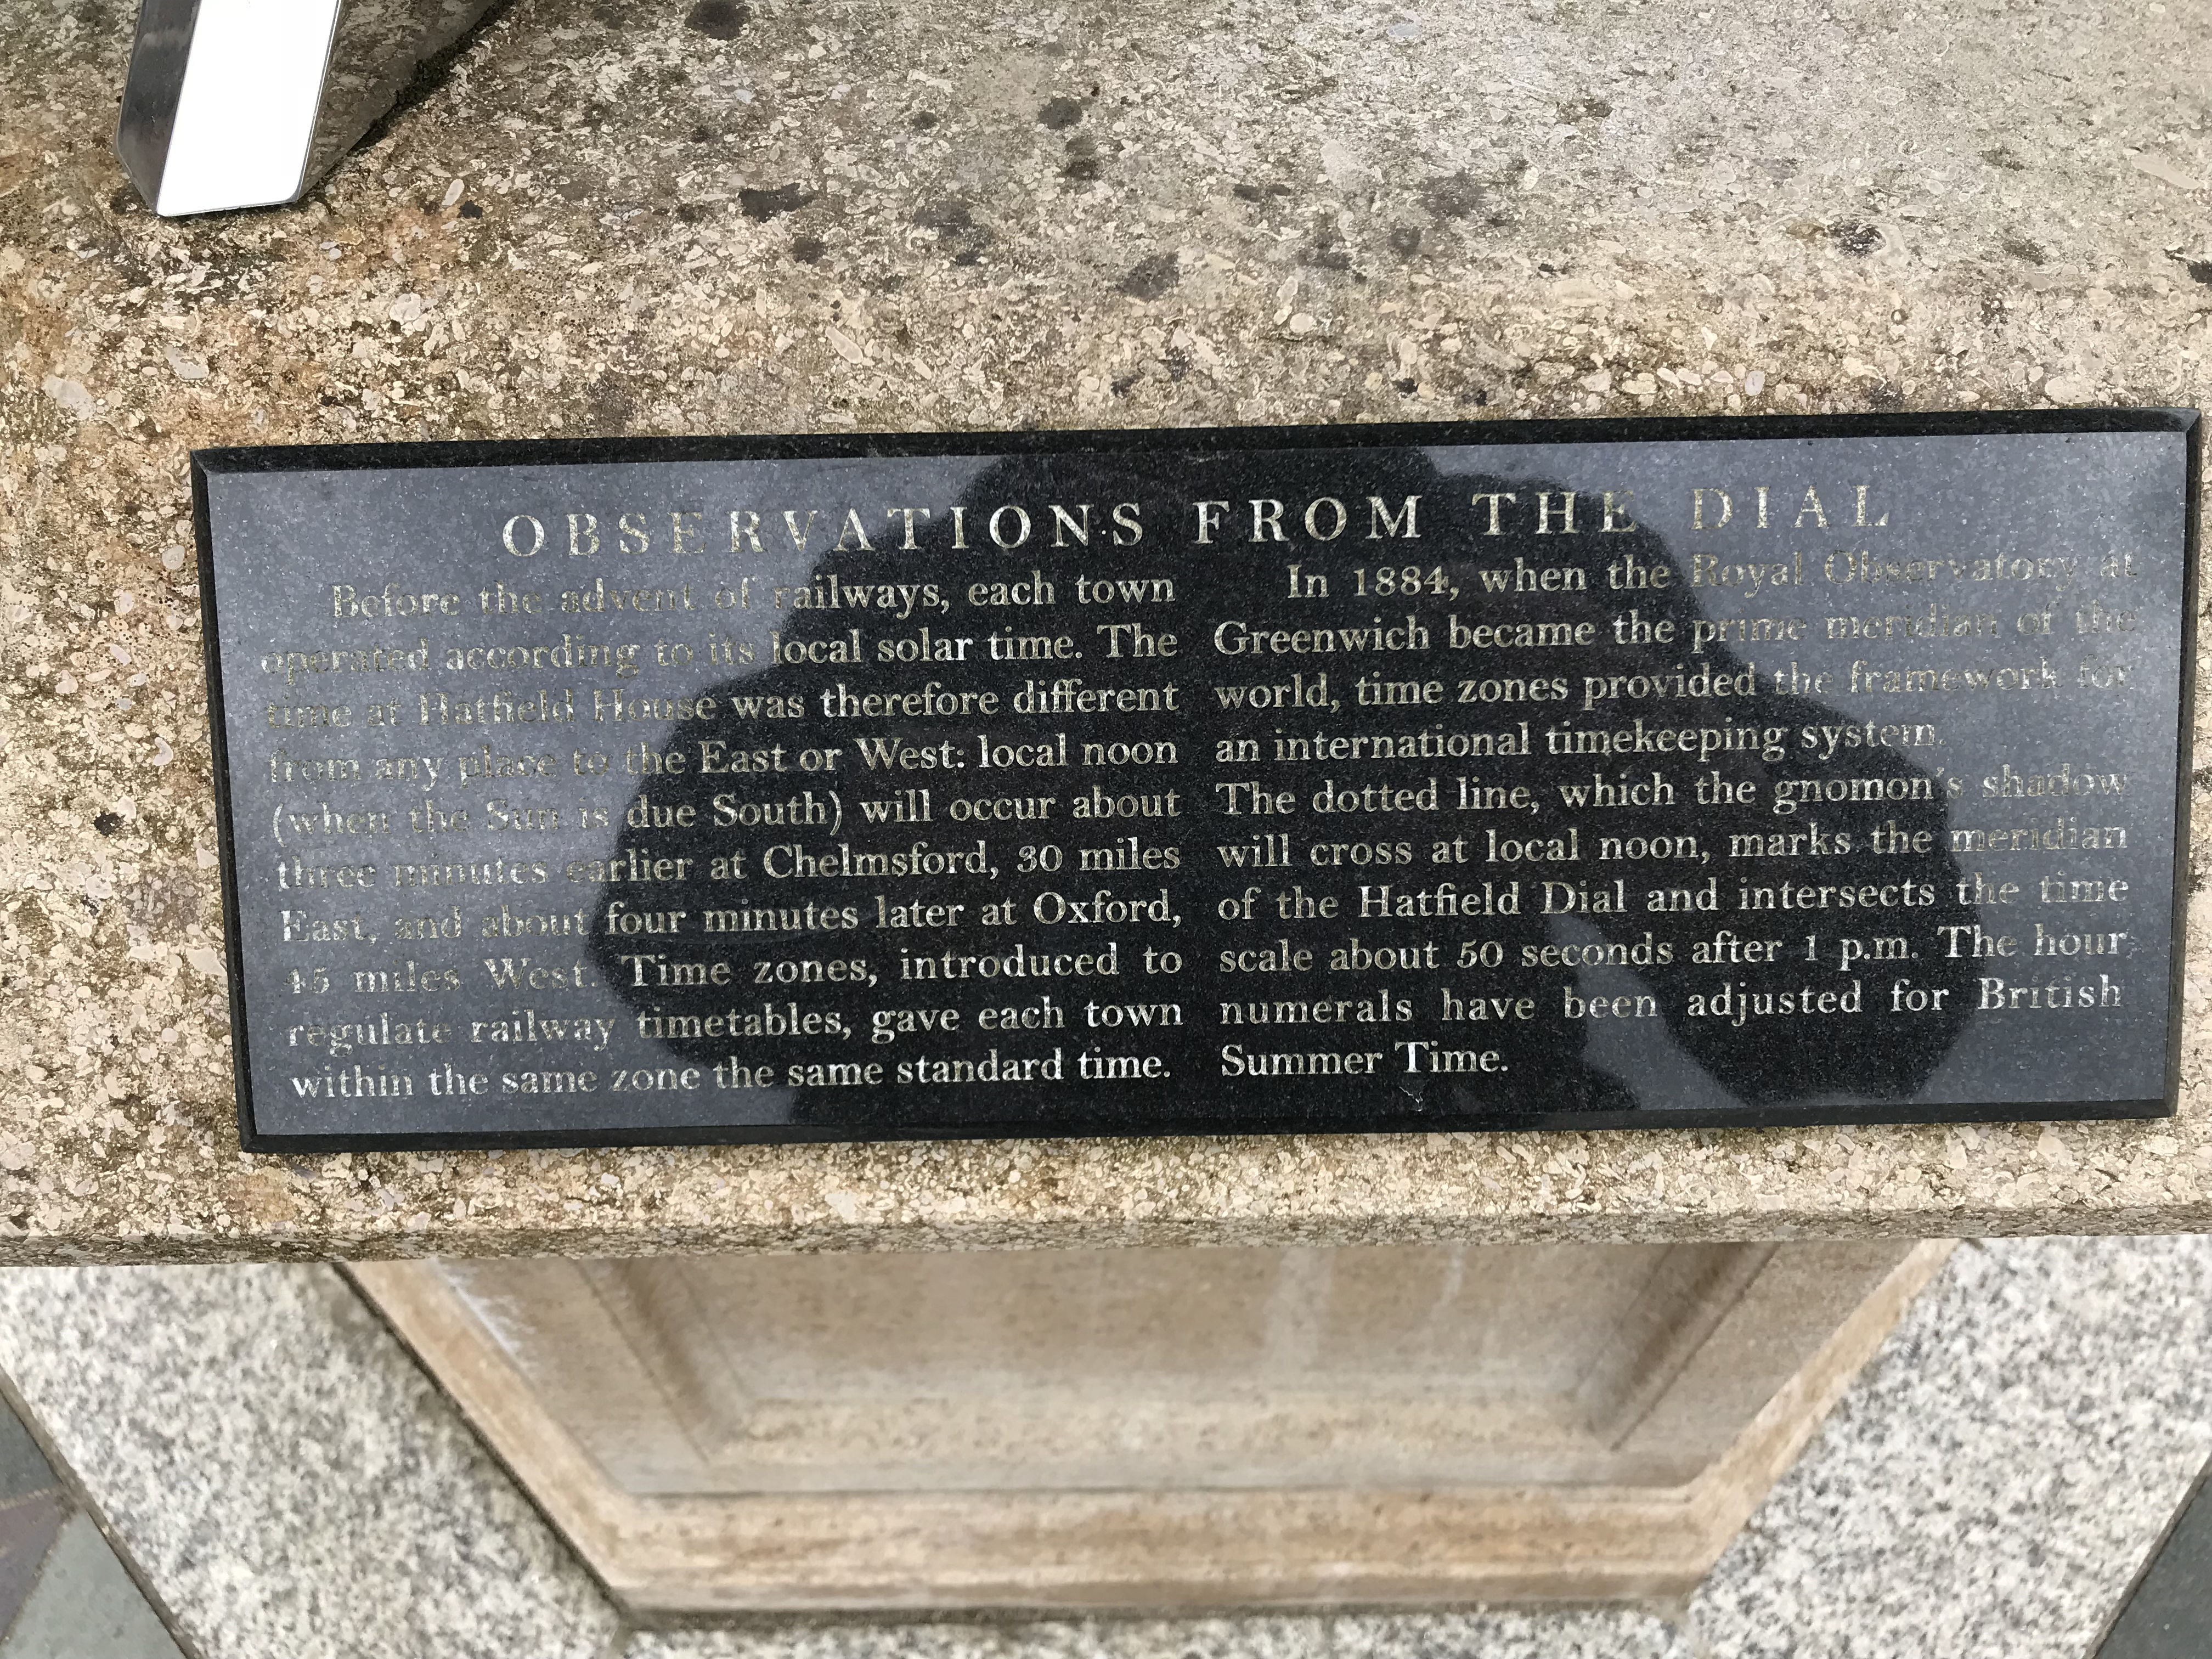 OBSERVATIONS FROM THE DIAL
Before the advent of railways, each town
operated according to its local solar time. The
time at Hatfield House was therefore different
from any place to the East or West: local noon
(when the Sun is due South) will occur about
three minutes earlier at Chelmsford, 30 miles
East, and about four minutes later at Oxford,
45 miles West. Time zones, introduced to
regulate railway timetables, gave each town
within the same zone the same standard time.
In 1884, when the Royal Observatory at
Greenwich became the prime meridian of the
world, time zones provided the framework for
an international timekeeping system.
The dotted line, which the gnomon's shadow
will cross at local noon, marks the meridian
of the Hatfield Dial and intersects the time
scale about 50 seconds after 1 p.m. The hour
numerals have been adjusted for British
Summer Time.